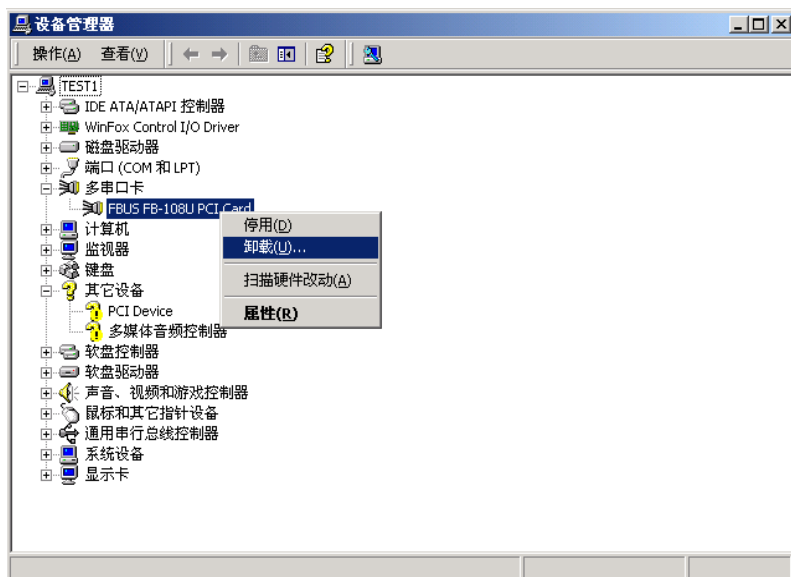 设备管理器
操作(A) 查看(V)
TEST1
IDE ATA/ATAPI 控制器
WinFox Control I/O Driver
磁盘驱动器
端口 (COM 和 LPT)
多串口卡
FBUS FB-108U PCI Card
停用(D)
计算机
卸载(U)...
监视器
键盘
扫描硬件改动(A)
其它设备
PCI Device
属性(R)
多媒体音频控制器
软盘控制器
软盘驱动器
声音、视频和游戏控制器
鼠标和其它指针设备
通用串行总线控制器
系统设备
显示卡